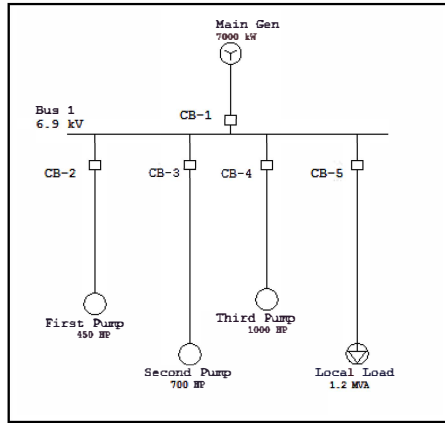 Main Gen
7000 kW
CB-1
Bus 1
6.9 kV
CB-2
CB-3
CB-4
CB-5
First Pump
450 HP
Second Pump
700 HP
Third Pump
1000 HP
Local Load
1.2 MVA